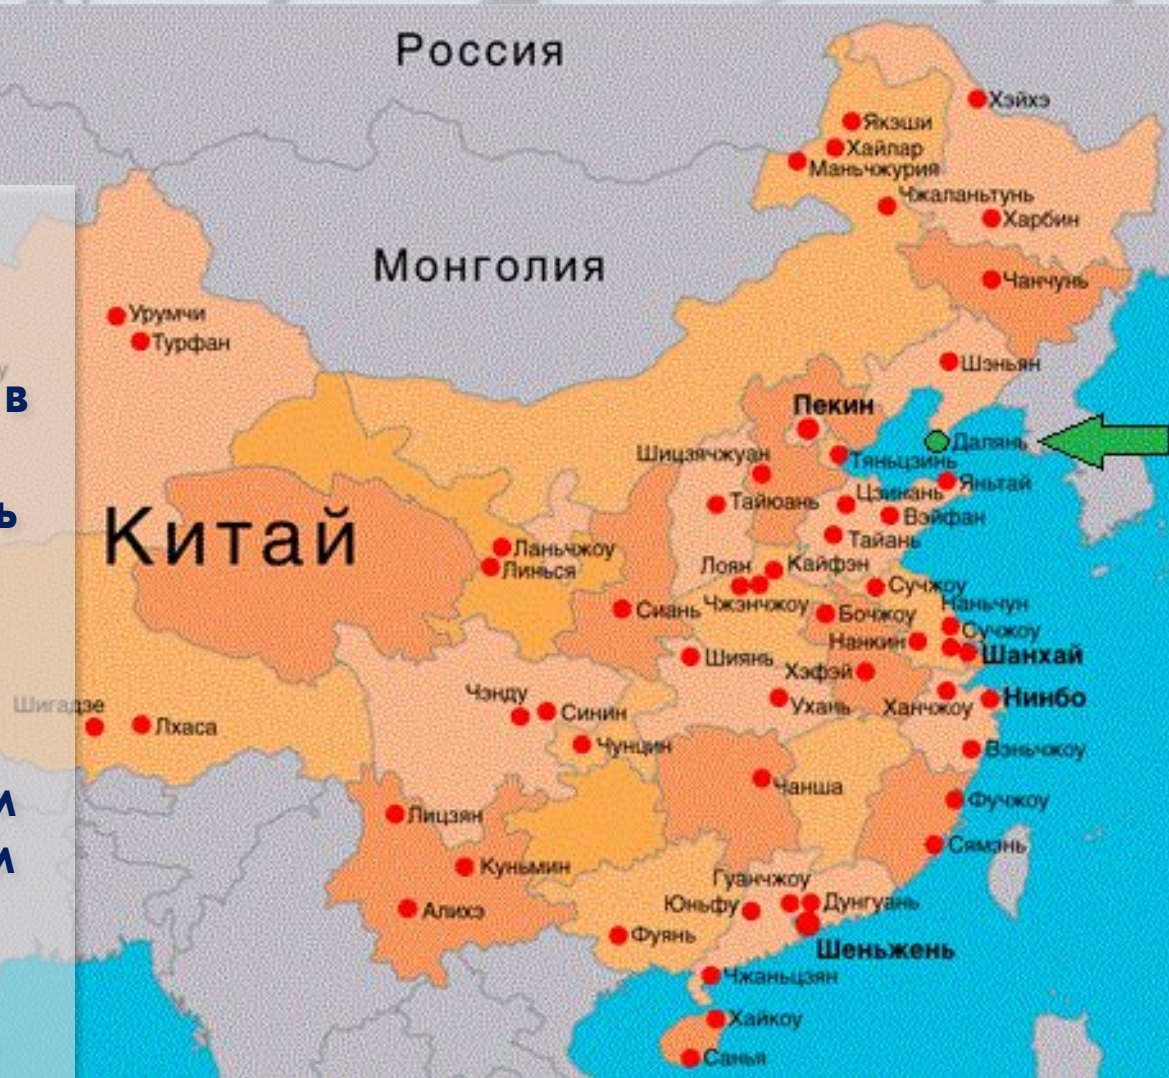 Россия
Хэйхэ
Якэши
Хайлар
Маньчжурия
Чжаланьтунь
Харбин
Монголия
Чанчунь
Урумчи
Турфан
Шэньян
в
Пекин
Далянь
Шицзячжуан
Тяньцзинь
Яньтай
Тайюань
Цзинань
Вэйфан
ь
Китай
Тайань
Ланьчжоу
Линься
Лоян
Кайфэн
Сучжоу
Сиань
Чжэнчжоу
Бочжоу
Наньчун
Сучжоу
Нанкин
Шанхай
Шиянь
Хэфэй
Чэнду
Синин
Ухань
Ханчжоу
Нинбо
Шигадзе
Лхаса
Чунцин
Вэньчжоу
Чанша
Фучжоу
и
Лицзян
Сямэнь
и
Куньмин
Гуанчжоу
Юньфу
Дунгуань
Алихэ
Фуянь
Шеньжень
Чжаньцзян
Хайкоу
Санья